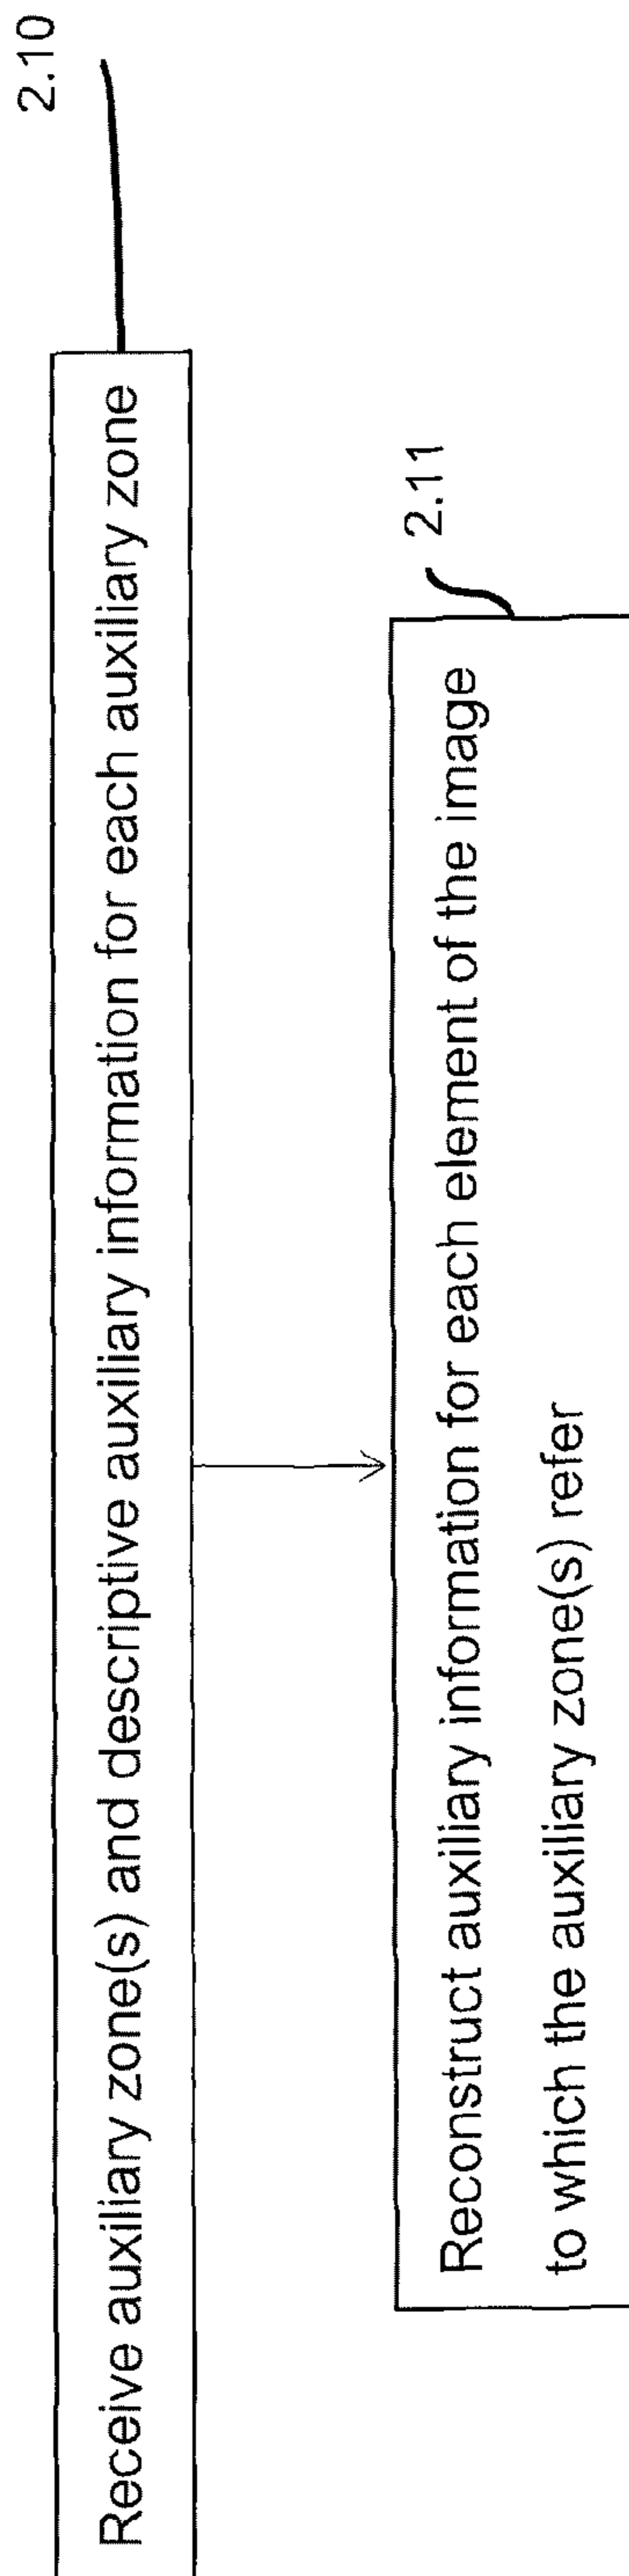 2.10
Receive auxiliary zone(s) and descriptive auxiliary information for each auxiliary zone
2.11
Reconstruct auxiliary information for each element of the image
to which the auxiliary zone(s) refer